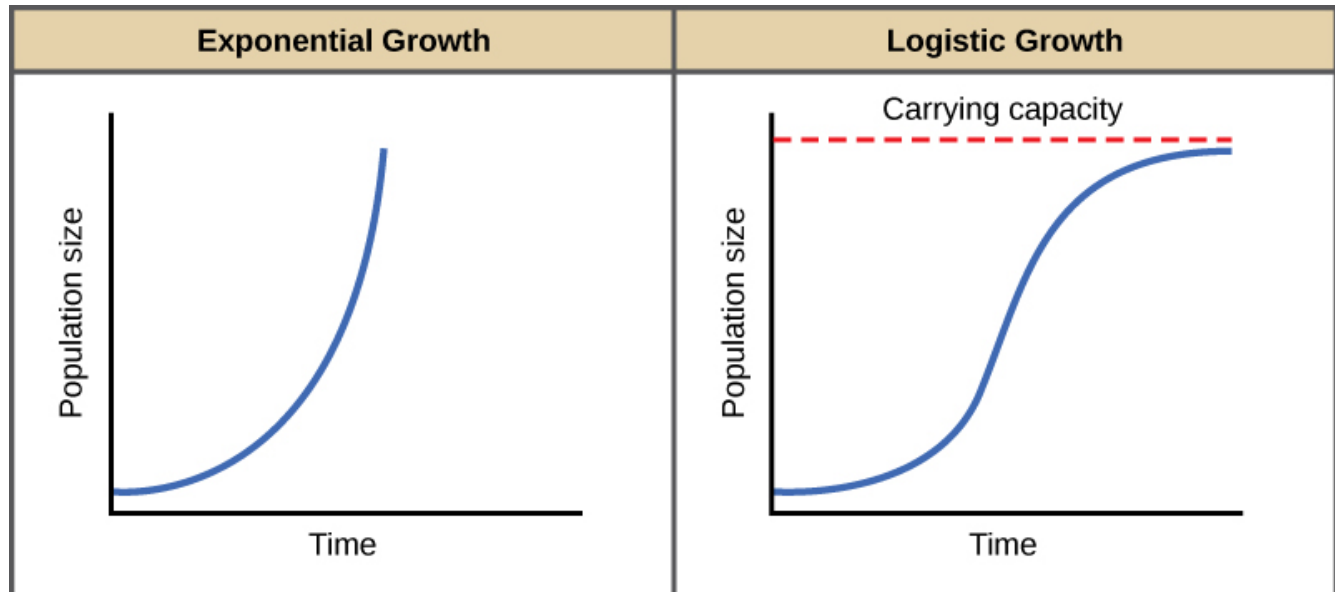 Exponential Growth
Logistic Growth
Population size
Time
Carrying capacity
Population size
Time